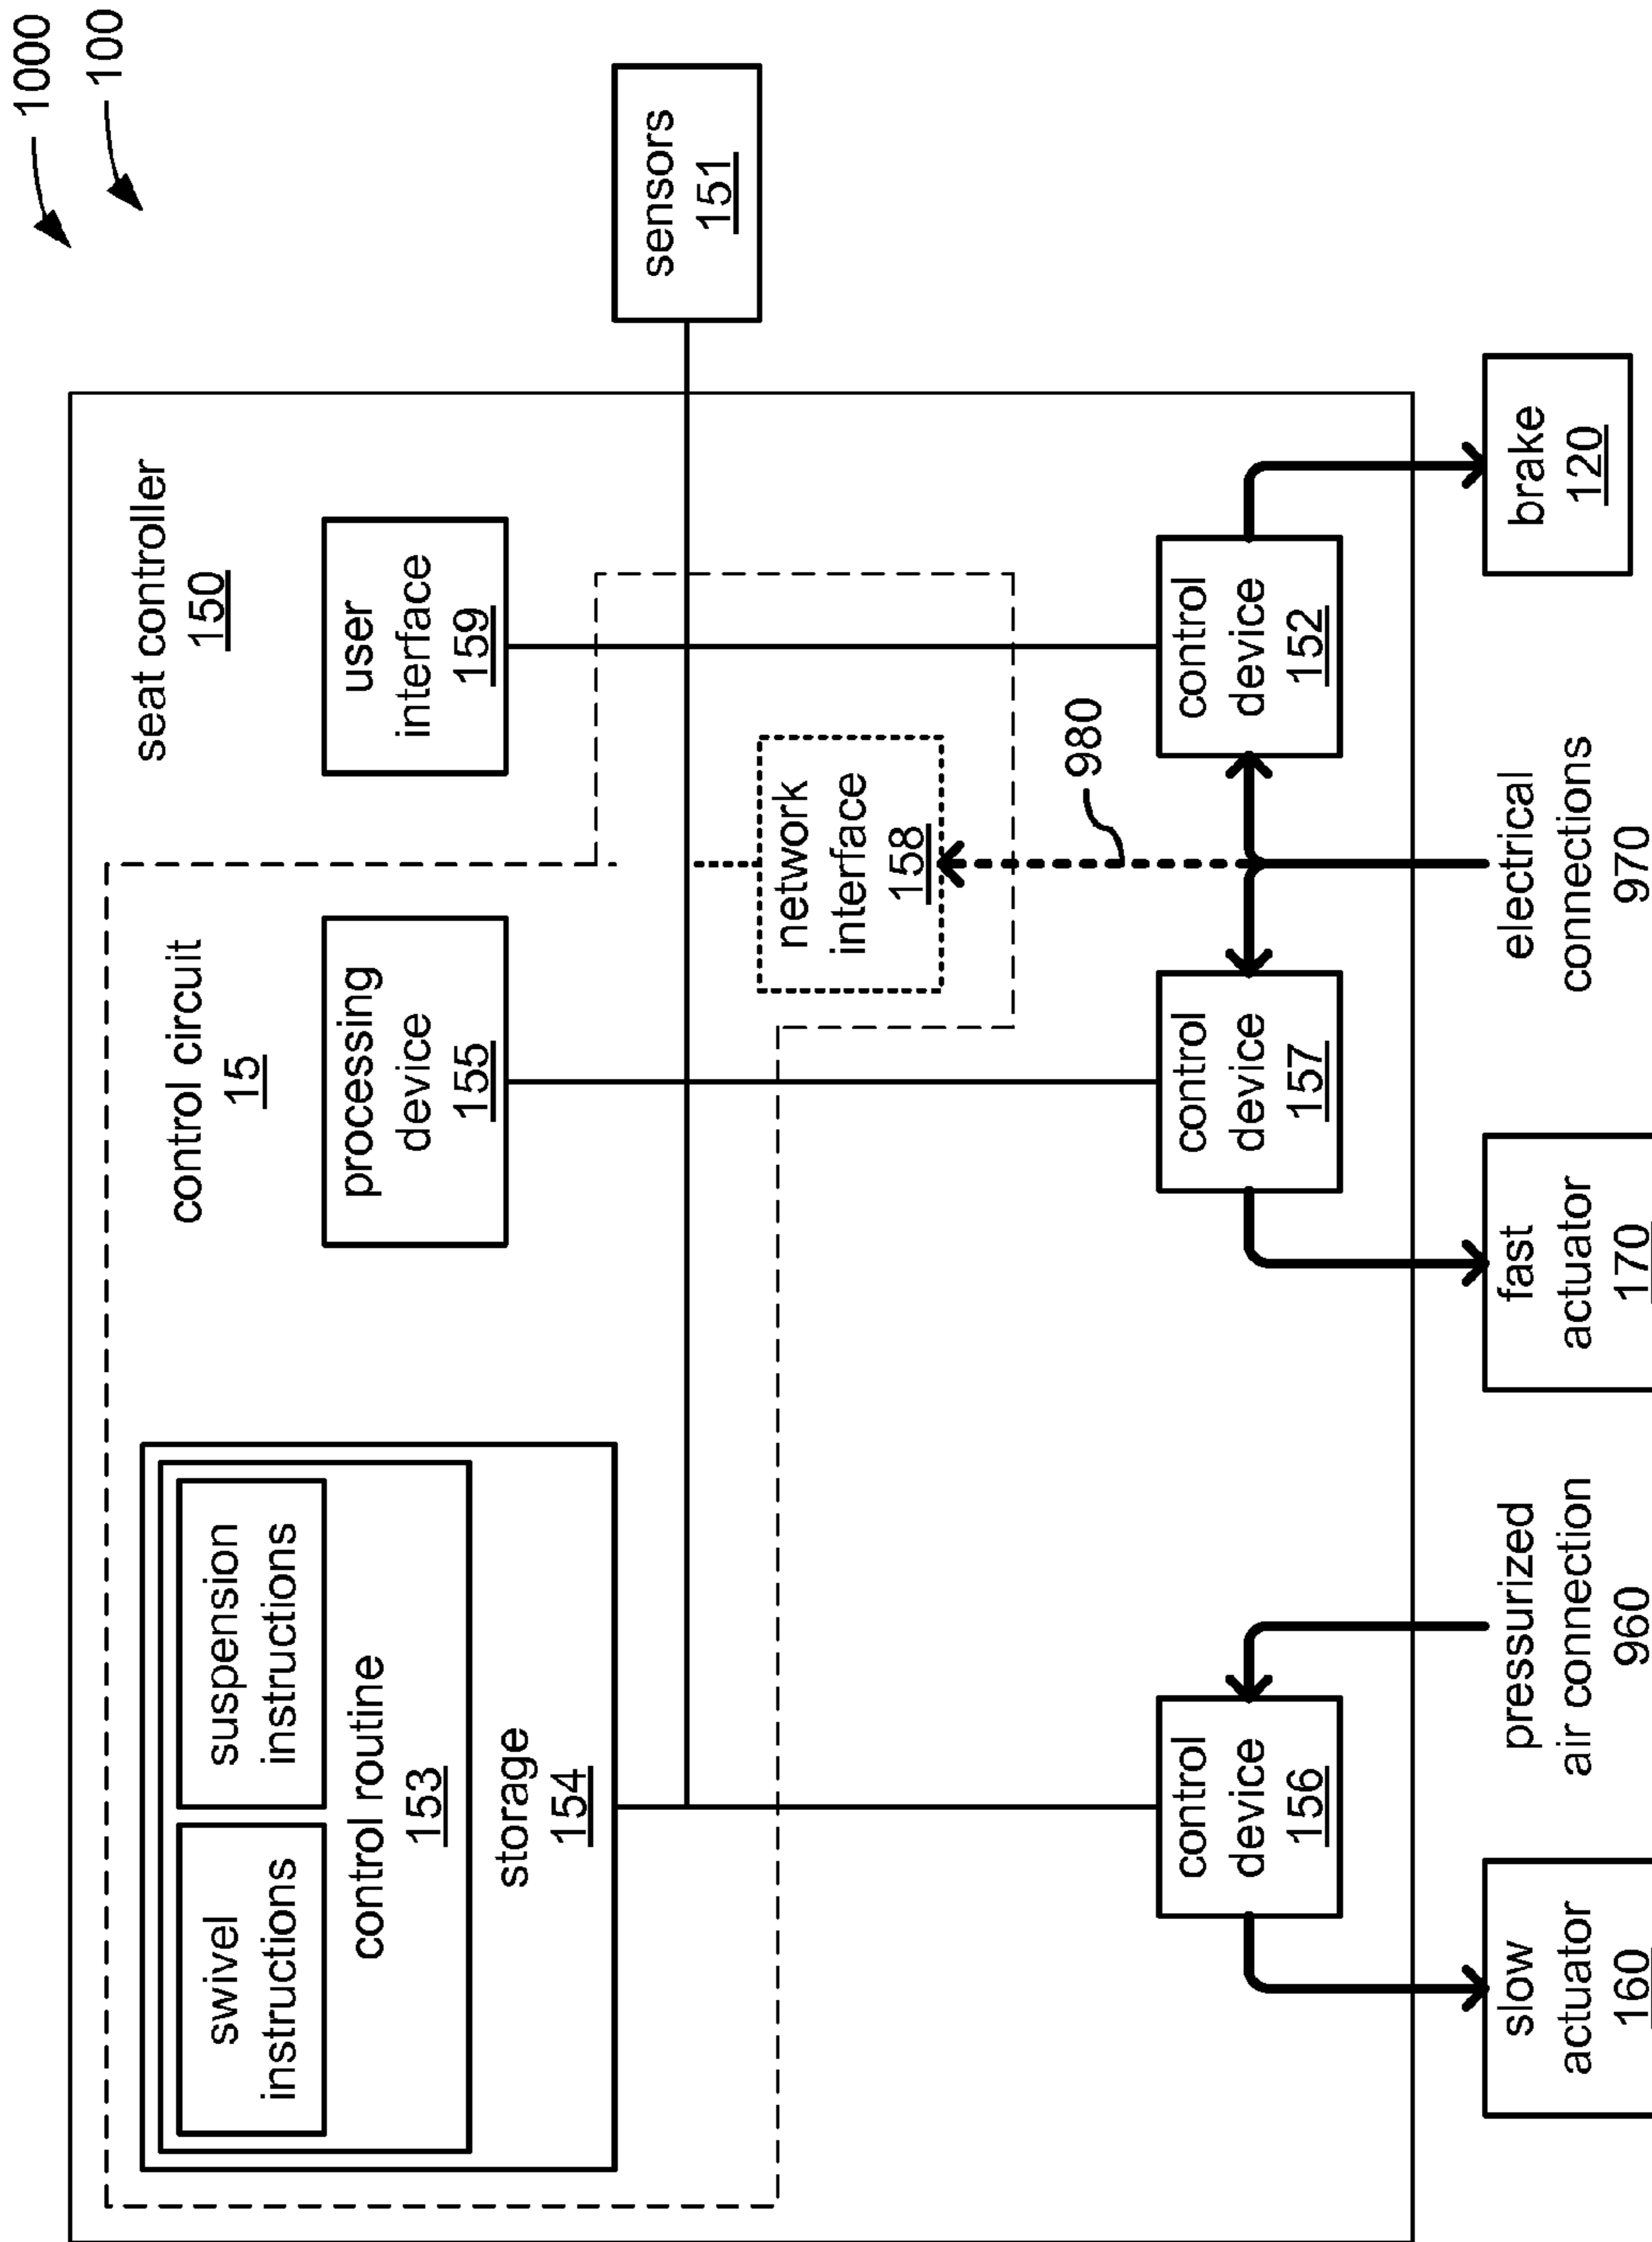 1000
100
seat controller
150
control circuit
15
swivel
instructions
suspension
instructions
control routine
153
storage
154
processing
device
155
user
interface
159
sensors
151
network
interface
158
980
control
device
156
control
device
157
control
device
152
slow
actuator
160
pressurized
air connection
960
fast
actuator
170
electrical
connections
970
brake
120